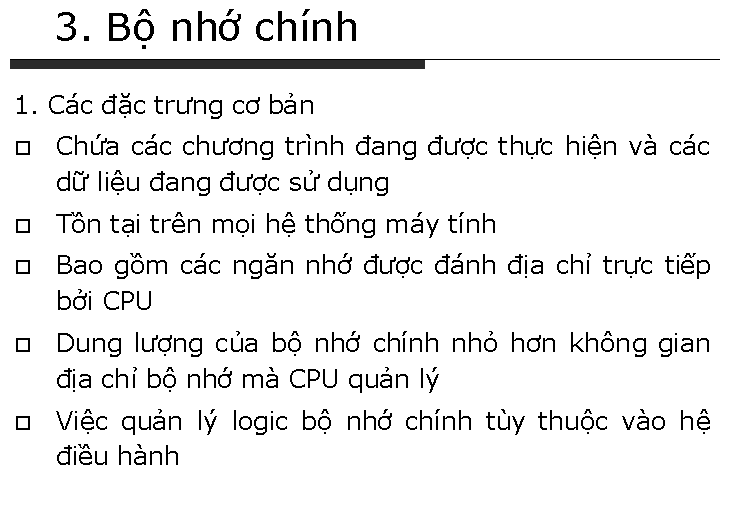 3. Bộ nhớ chính
1. Các đặc trưng cơ bản
Chứa các chương trình đang được thực hiện và các
dữ liệu đang được sử dụng
Tồn tại trên mọi hệ thống máy tính
Bao gồm các ngăn nhớ được đánh địa chỉ trực tiếp
bởi CPU
Dung lượng của bộ nhớ chính nhỏ hơn không gian
địa chỉ bộ nhớ mà CPU quản lý
Việc quản lý logic bộ nhớ chính tùy thuộc vào hệ
điều hành